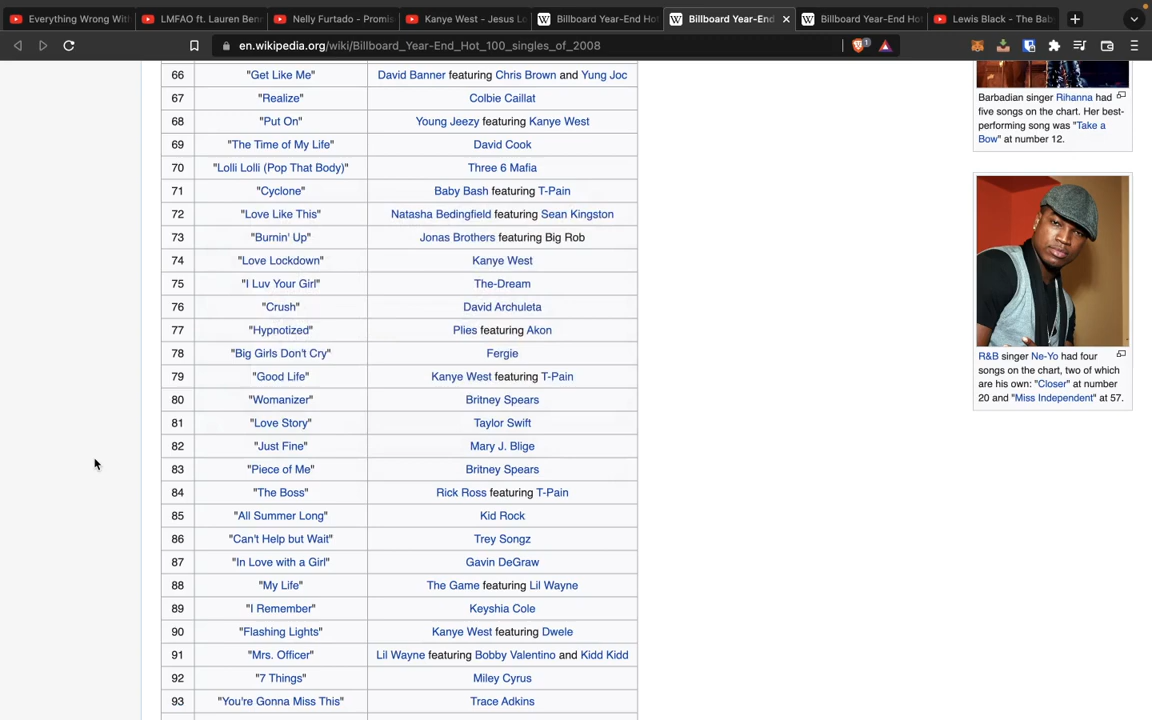 Everything Wrong Wit
LMFAO ft. Lauren Ben
Nelly Furtado - Promis
Kanye West - Jesus Lo
Billboard Year-End Ho
Billboard Year-End
Billboard Year-End Ho
Lewis Black - The Ba
en.wikipedia.org/wiki/Billboard_Year-End_Hot_100_singles_of_2008
1
66 "Get Like Me" David Banner featuring Chris Brown and Yung Joc
67 "Realize" Colbie Caillat
68 "Put On" Young Jeezy featuring Kanye West
69 "The Time of My Life" David Cook
70 "Lolli Lolli (Pop That Body)" Three 6 Mafia
71 "Cyclone" Baby Bash featuring T-Pain
72 "Love Like This" Natasha Bedingfield featuring Sean Kingston
73 "Burnin' Up" Jonas Brothers featuring Big Rob
74 "Love Lockdown" Kanye West
75 "I Luv Your Girl" The-Dream
76 "Crush" David Archuleta
77 "Hypnotized" Plies featuring Akon
78 "Big Girls Don't Cry" Fergie
79 "Good Life" Kanye West featuring T-Pain
80 "Womanizer" Britney Spears
81 "Love Story" Taylor Swift
82 "Just Fine" Mary J. Blige
83 "Piece of Me" Britney Spears
84 "The Boss" Rick Ross featuring T-Pain
85 "All Summer Long" Kid Rock
86 "Can't Help but Wait" Trey Songz
87 "In Love with a Girl" Gavin DeGraw
88 "My Life" The Game featuring Lil Wayne
89 "I Remember" Keyshia Cole
90 "Flashing Lights" Kanye West featuring Dwele
91 "Mrs. Officer" Lil Wayne featuring Bobby Valentino and Kidd Kidd
92 "7 Things" Miley Cyrus
93 "You're Gonna Miss This" Trace Adkins
Barbadian singer Rihanna had
five songs on the chart. Her best-
performing song was "Take a
Bow" at number 12.
R&B singer Ne-Yo had four
songs on the chart, two of which
are his own: "Closer" at number
20 and "Miss Independent" at 57.